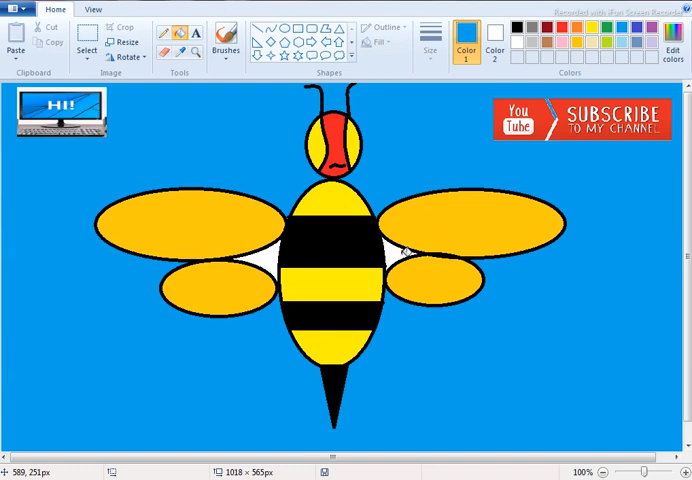 Recorded with iFun Screen Recorder
Home View
Paste
Cut
Copy
Clipboard
Select
Crop
Resize
Rotate
Image
A
Tools
Brushes
Shapes
Outline
Fill
Size
Color 1
Color 2
Edit colors
Colors
HI!
You Tube
SUBSCRIBE
TO MY CHANNEL
589, 251px
1018 × 565px
100%